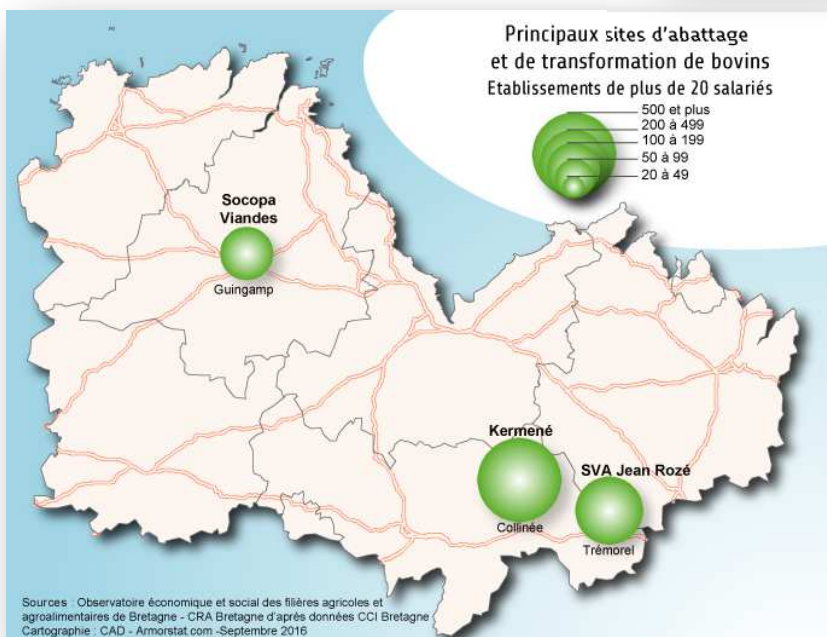 Principaux sites d'abattage
et de transformation de bovins
Etablissements de plus de 20 salariés
500 et plus
200 à 499
100 à 199
50 à 99
20 à 49
Socopa
Viandes
Guingamp
Kermené
Collinée
SVA Jean Rozé
Trémorel
Sources : Observatoire économique et social des filières agricoles et
agroalimentaires de Bretagne - CRA Bretagne d'après données CCI Bretagne
Cartographie : CAD - Armorstat.com -Septembre 2016